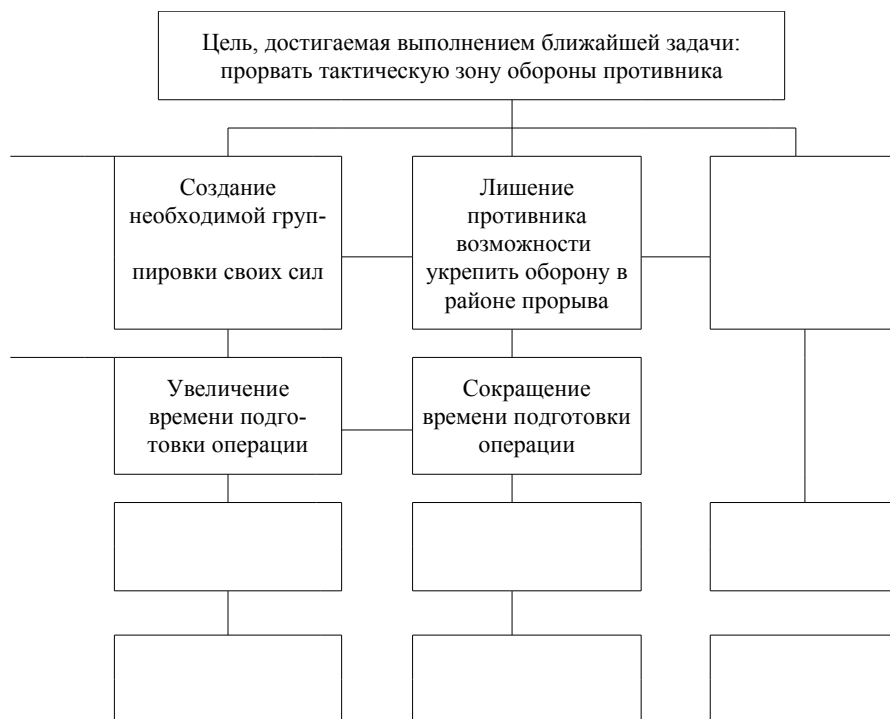 Цель, достигаемая выполнением ближайшей задачи:
прорвать тактическую зону обороны противника
Создание
необходимой груп-
пировки своих сил
Лишение
противника
возможности
укрепить оборону в
районе прорыва
Увеличение
времени подго-
товки операции
Сокращение
времени подготовки
операции